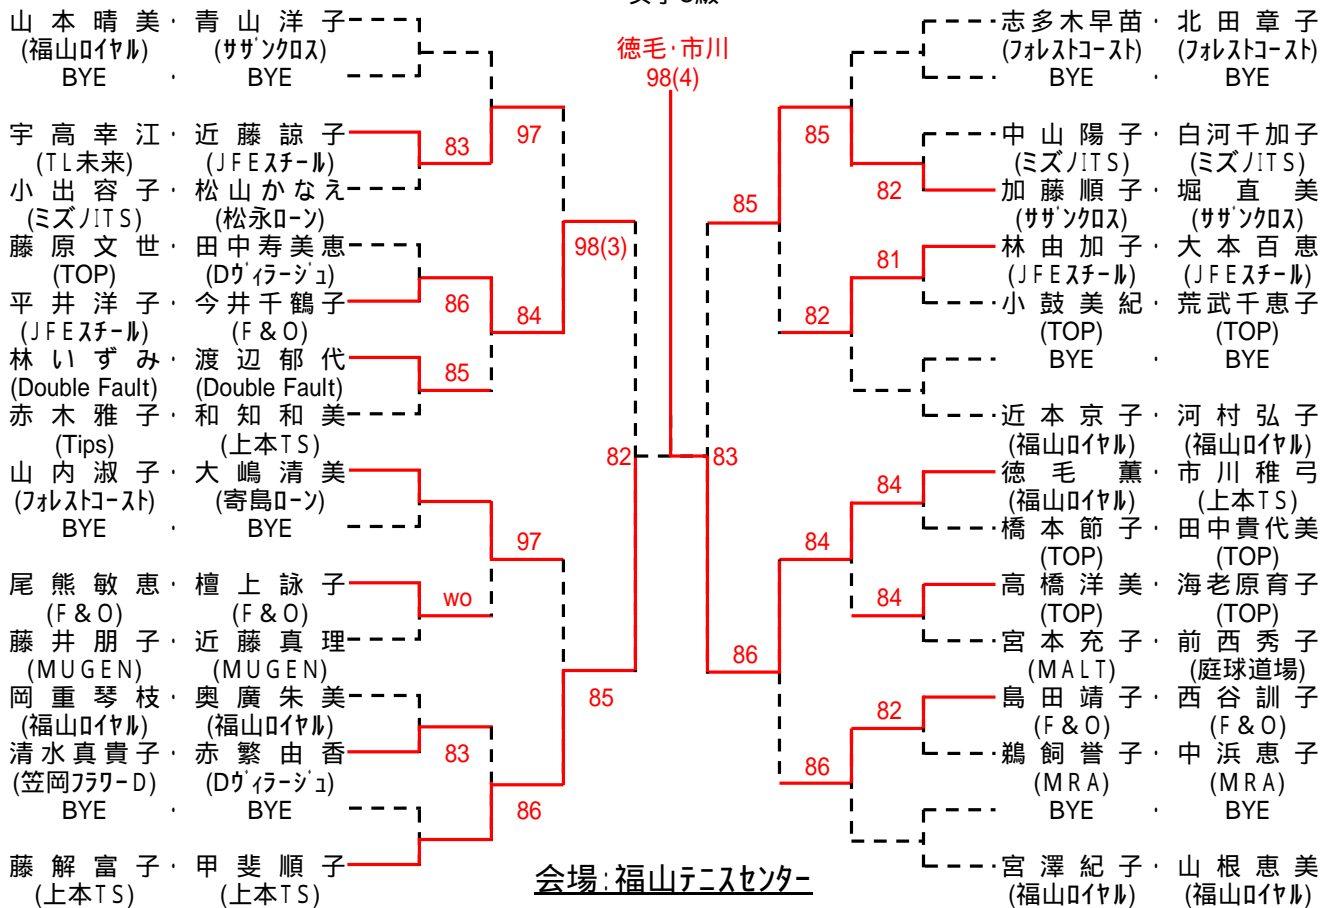 徳毛・市川
98(4)
山本晴美・青山洋子
(福山ロイヤル) (サザンクロス)
BYE ・ BYE
宇高幸江・近藤諒子
(TL未来) (JFEスチール)
小出容子・松山かなえ
(ミズノITS) (松永ローン)
藤原文世・田中寿美恵
(TOP) (Dヴィラージュ)
平井洋子・今井千鶴子
(JFEスチール) (F&O)
林いずみ・渡辺郁代
(Double Fault) (Double Fault)
赤木雅子・和知和美
(Tips) (上本TS)
山内淑子・大嶋清美
(フォレストコースト) (寄島ローン)
BYE ・ BYE
尾熊敏恵・檀上詠子
(F&O) (F&O)
藤井朋子・近藤真理
(MUGEN) (MUGEN)
岡重琴枝・奥廣朱美
(福山ロイヤル) (福山ロイヤル)
清水真貴子・赤繁由香
(笠岡フラワーD) (Dヴィラージュ)
BYE ・ BYE
藤解富子・甲斐順子
(上本TS) (上本TS)
83
86
85
wo
83
97
84
97
86
98(3)
85
82
83
85
86
85
82
84
86
82
81
84
84
82
志多木早苗・北田章子
(フォレストコースト) (フォレストコースト)
BYE ・ BYE
中山陽子・白河千加子
(ミズノITS) (ミズノITS)
加藤順子・堀直美
(サザンクロス) (サザンクロス)
林由加子・大本百恵
(JFEスチール) (JFEスチール)
小鼓美紀・荒武千恵子
(TOP) (TOP)
BYE ・ BYE
近本京子・河村弘子
(福山ロイヤル) (福山ロイヤル)
徳毛薫・市川稚弓
(福山ロイヤル) (上本TS)
橋本節子・田中貴代美
(TOP) (TOP)
高橋洋美・海老原育子
(TOP) (TOP)
宮本充子・前西秀子
(MALT) (庭球道場)
島田靖子・西谷訓子
(F&O) (F&O)
鵜飼誉子・中浜恵子
(MRA) (MRA)
BYE ・ BYE
宮澤紀子・山根恵美
(福山ロイヤル) (福山ロイヤル)
会場:福山テニスセンター